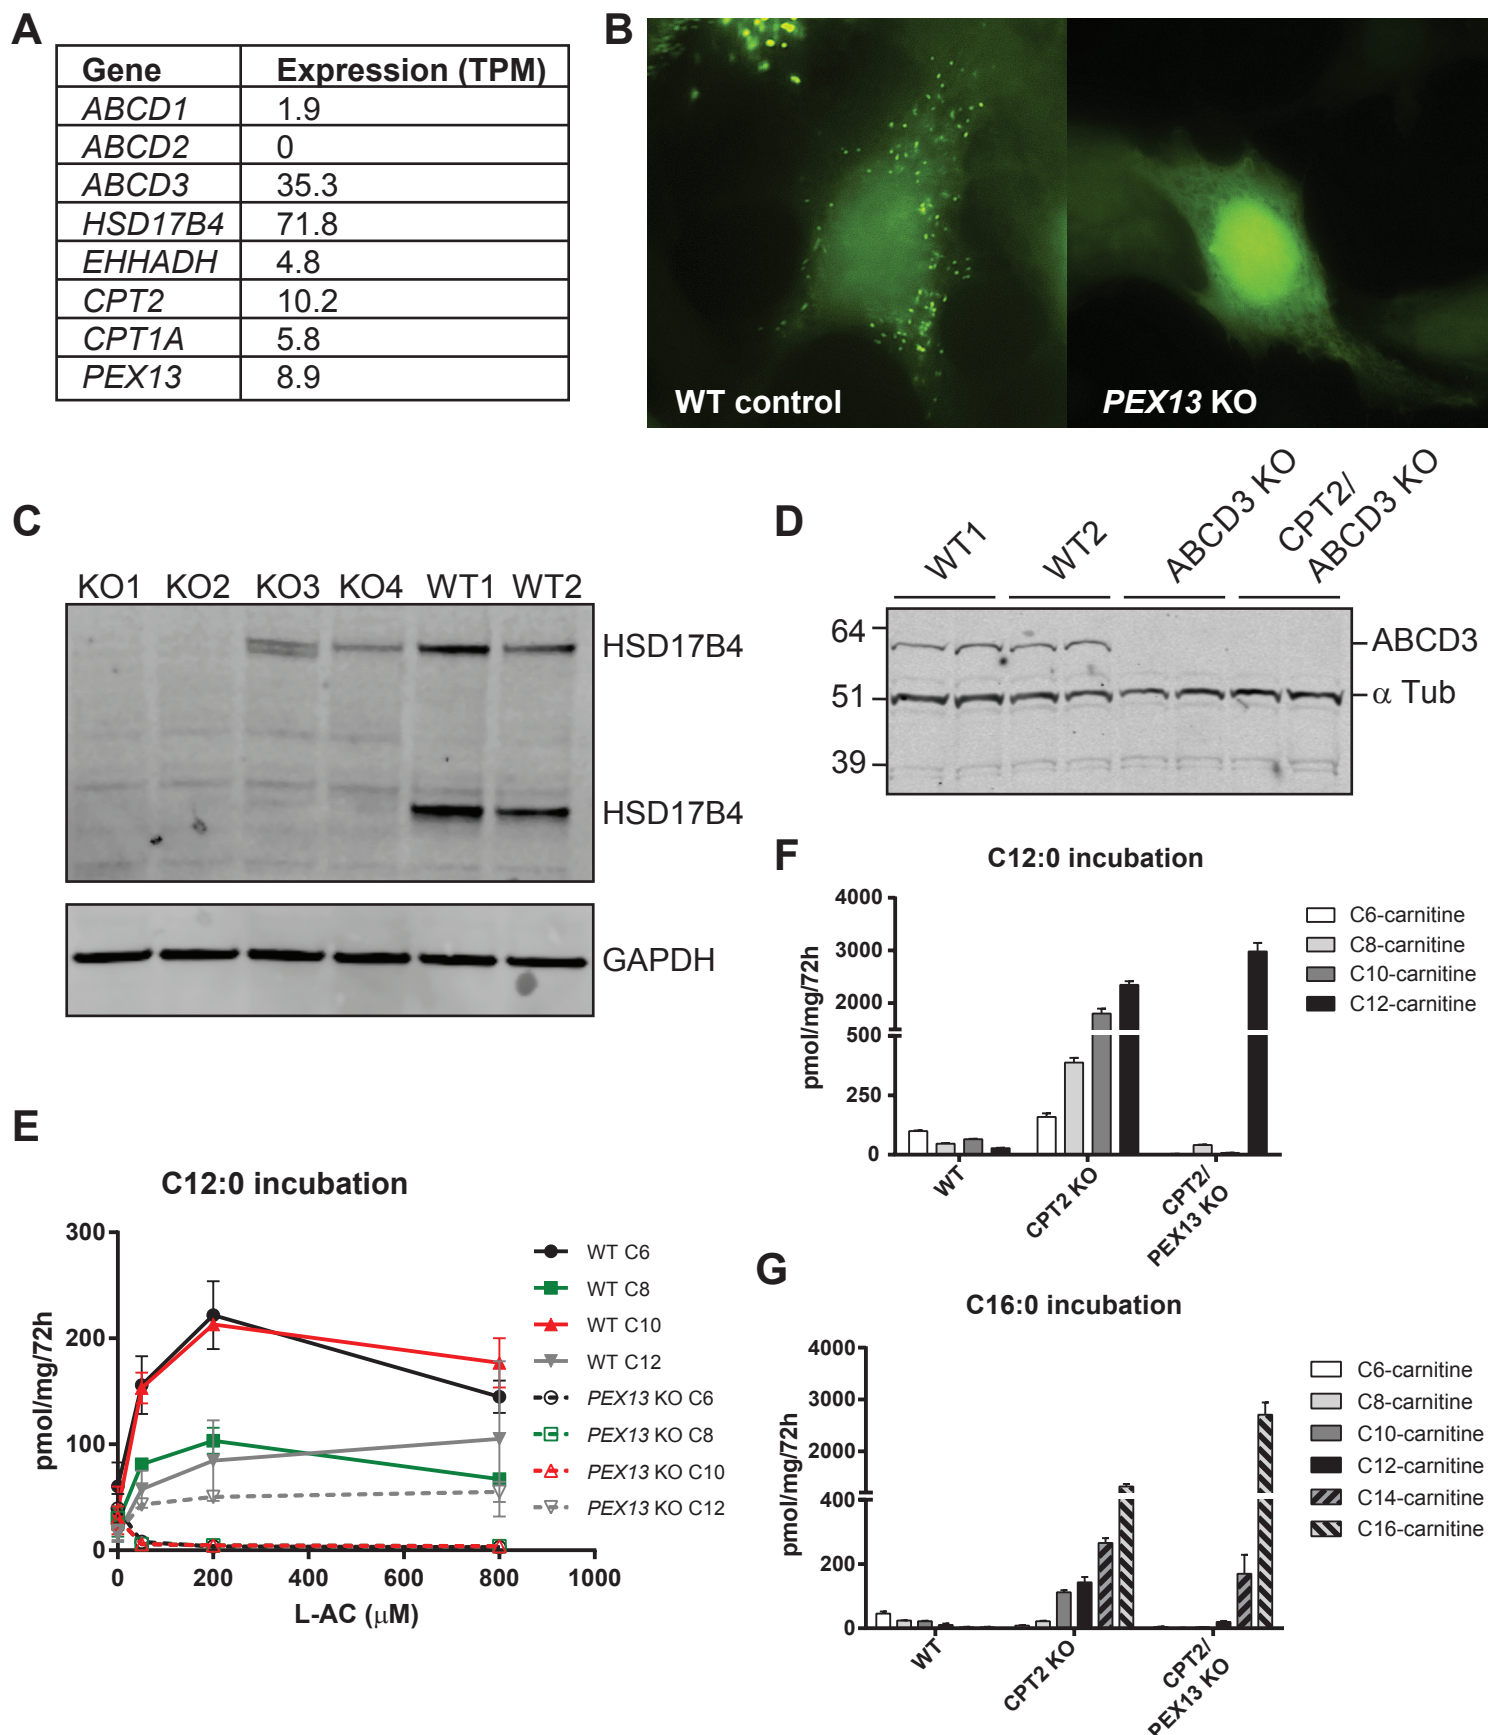 A
Gene Expression (TPM)
ABCD1 1.9
ABCD2 0
ABCD3 35.3
HSD17B4 71.8
EHHADH 4.8
CPT2 10.2
CPT1A 5.8
PEX13 8.9
B
WT control
PEX13 KO
C
KO1 KO2 KO3 KO4 WT1 WT2
HSD17B4
HSD17B4
GAPDH
D
WT1
WT2
ABCD3 KO
CPT2/
ABCD3 KO
64
51
39
ABCD3
α Tub
E
C12:0 incubation
pmol/mg/72h
300
200
100
0
0 200 400 600 800 1000
L-AC (μM)
WT C6
WT C8
WT C10
WT C12
PEX13 KO C6
PEX13 KO C8
PEX13 KO C10
PEX13 KO C12
F
C12:0 incubation
pmol/mg/72h
4000
3000
2000
500
250
0
WT
CPT2 KO
CPT2/
PEX13 KO
C6-carnitine
C8-carnitine
C10-carnitine
C12-carnitine
G
C16:0 incubation
pmol/mg/72h
4000
3000
2000
400
200
0
WT
CPT2 KO
CPT2/
PEX13 KO
C6-carnitine
C8-carnitine
C10-carnitine
C12-carnitine
C14-carnitine
C16-carnitine